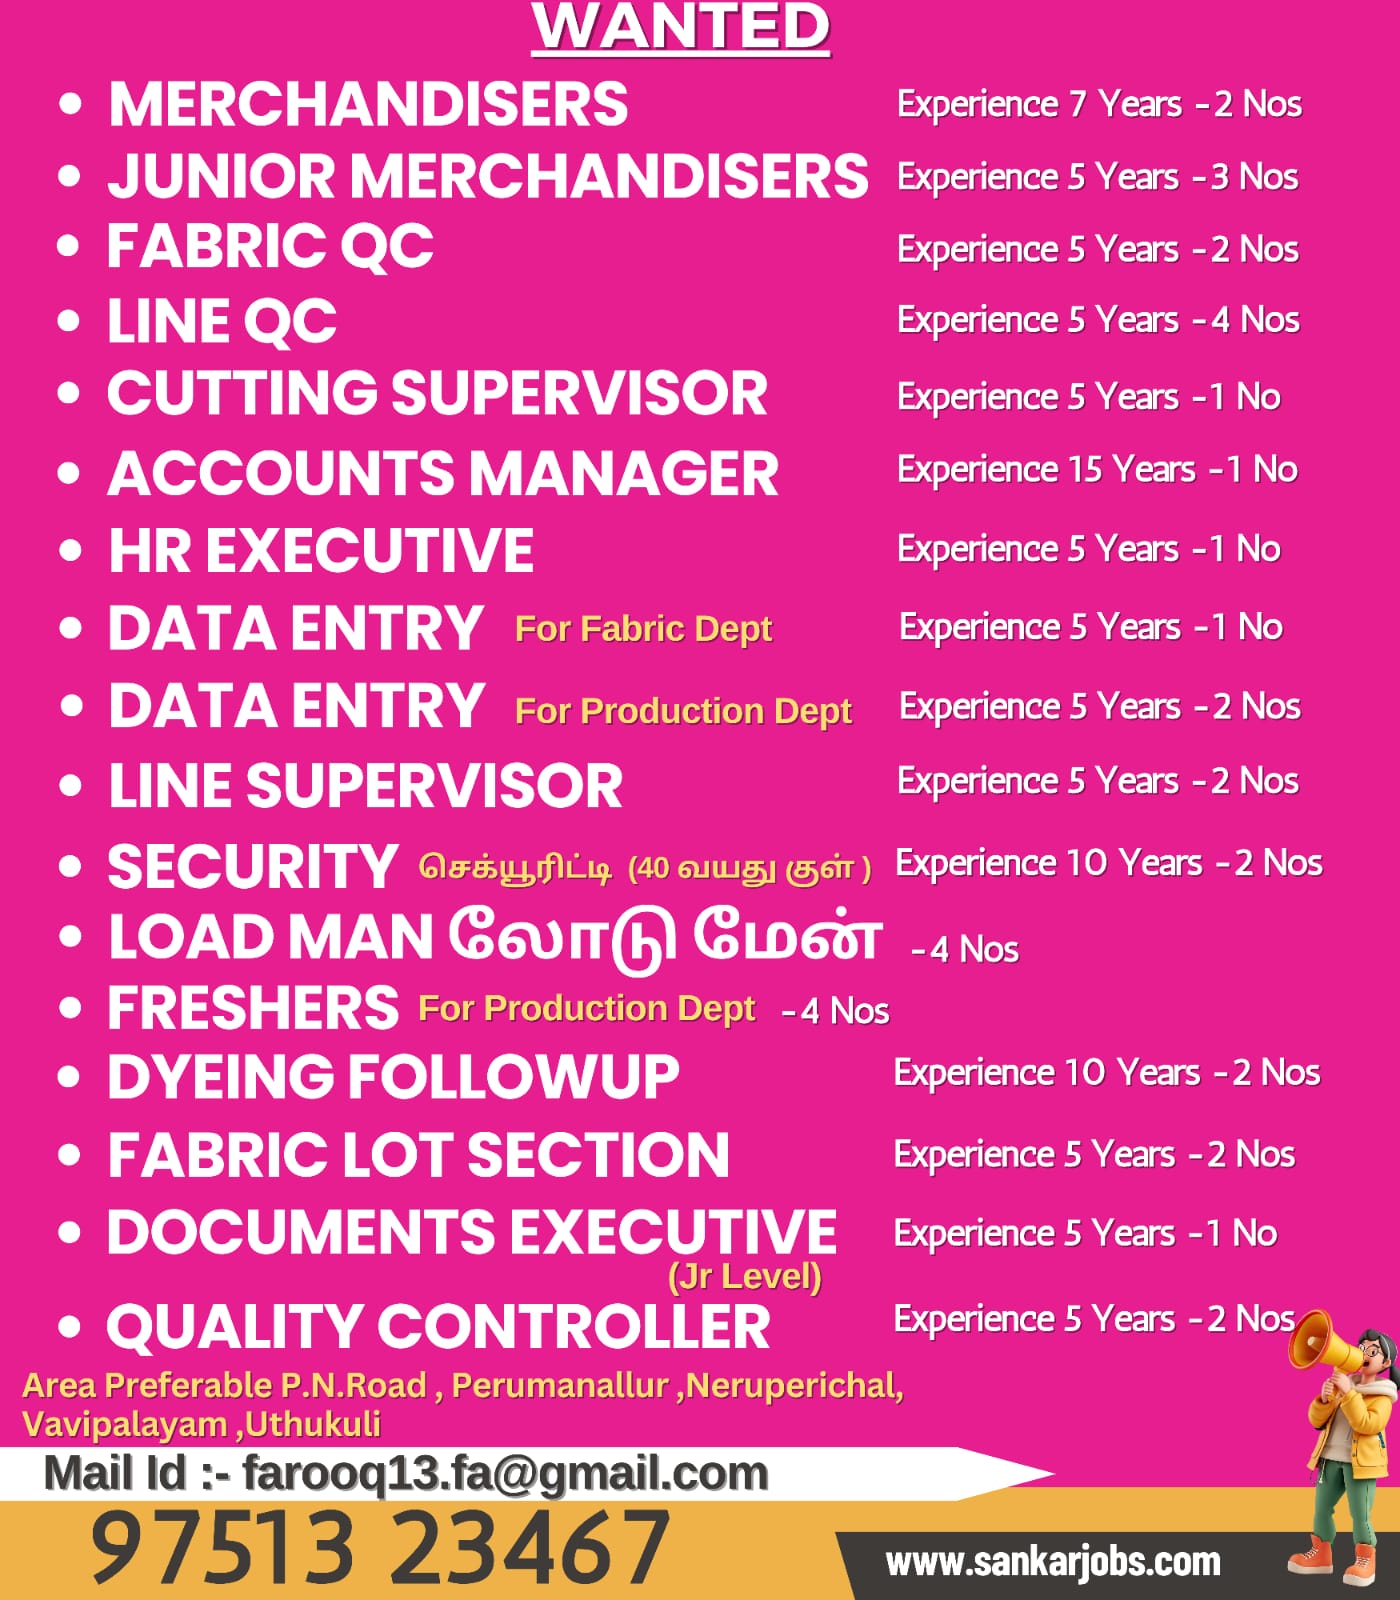 WANTED
• MERCHANDISERS Experience 7 Years -2 Nos
• JUNIOR MERCHANDISERS Experience 5 Years -3 Nos
• FABRIC QC Experience 5 Years -2 Nos
• LINE QC Experience 5 Years -4 Nos
• CUTTING SUPERVISOR Experience 5 Years -1 No
• ACCOUNTS MANAGER Experience 15 Years -1 No
• HR EXECUTIVE Experience 5 Years -1 No
• DATA ENTRY For Fabric Dept Experience 5 Years -1 No
• DATA ENTRY For Production Dept Experience 5 Years -2 Nos
• LINE SUPERVISOR Experience 5 Years -2 Nos
• SECURITY செக்யூரிட்டி (40 வயது குள் ) Experience 10 Years -2 Nos
• LOAD MAN லோடு மேன் -4 Nos
• FRESHERS For Production Dept -4 Nos
• DYEING FOLLOWUP Experience 10 Years -2 Nos
• FABRIC LOT SECTION Experience 5 Years -2 Nos
• DOCUMENTS EXECUTIVE Experience 5 Years -1 No
(Jr Level)
• QUALITY CONTROLLER Experience 5 Years -2 Nos
Area Preferable P.N.Road , Perumanallur ,Neruperichal,
Vavipalayam ,Uthukuli
Mail Id :- farooq13.fa@gmail.com
97513 23467
www.sankarjobs.com